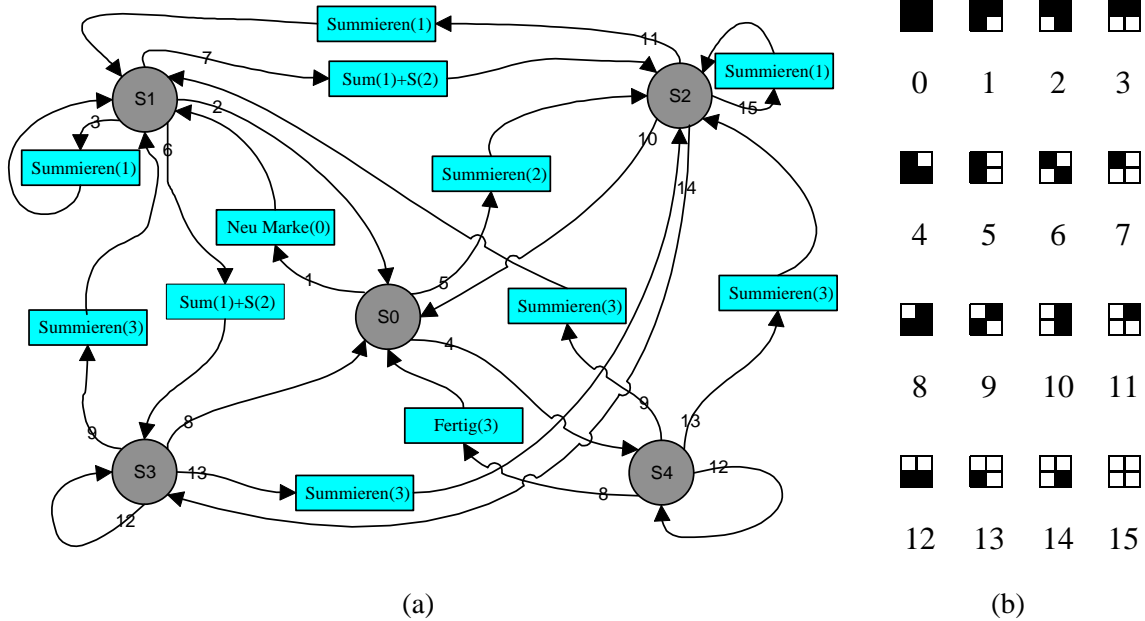 Summieren(1)
11
7
Sum(1)+S(2)
Summieren(1)
S1
S2
2
15
3
6
10
Summieren(1)
Summieren(2)
14
Neu Marke(0)
1
5
Sum(1)+S(2)
Summieren(3)
Summieren(3)
S0
Summieren(3)
4
9
8
Fertig(3)
13
9
S3
13
S4
12
Summieren(3)
8
12
(a)
0 1 2 3
4 5 6 7
8 9 10 11
12 13 14 15
(b)